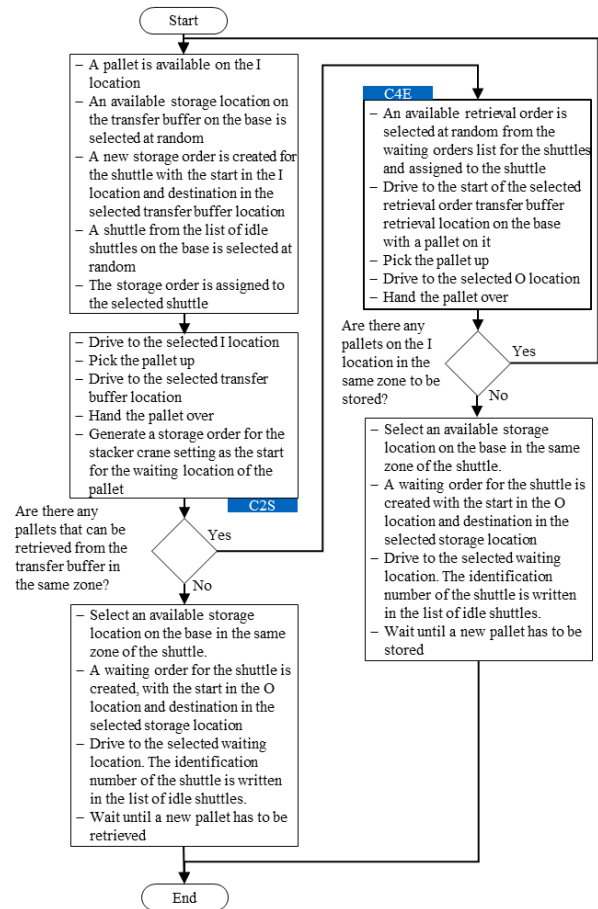 Start
– A pallet is available on the I
location
– An available storage location on
the transfer buffer on the base is
selected at random
– A new storage order is created for
the shuttle with the start in the I
location and destination in the
selected transfer buffer location
– A shuttle from the list of idle
shuttles on the base is selected at
random
– The storage order is assigned to
the selected shuttle
– Drive to the selected I location
– Pick the pallet up
– Drive to the selected transfer
buffer location
– Hand the pallet over
– Generate a storage order for the
stacker crane setting as the start
for the waiting location of the
pallet
C2S
Are there any
pallets that can be
retrieved from the
transfer buffer in
the same zone?
Yes
No
– Select an available storage
location on the base in the same
zone of the shuttle.
– A waiting order for the shuttle is
created, with the start in the O
location and destination in the
selected storage location
– Drive to the selected waiting
location. The identification
number of the shuttle is written
in the list of idle shuttles.
– Wait until a new pallet has to be
retrieved
C4E
– An available retrieval order is
selected at random from the
waiting orders list for the shuttles
and assigned to the shuttle
– Drive to the start of the selected
retrieval order transfer buffer
retrieval location on the base
with a pallet on it
– Pick the pallet up
– Drive to the selected O location
– Hand the pallet over
Are there any
pallets on the I
location in the
same zone to be
stored?
Yes
No
– Select an available storage
location on the base in the same
zone of the shuttle.
– A waiting order for the shuttle is
created with the start in the O
location and destination in the
selected storage location
– Drive to the selected waiting
location. The identification
number of the shuttle is written
in the list of idle shuttles.
– Wait until a new pallet has to be
stored
End